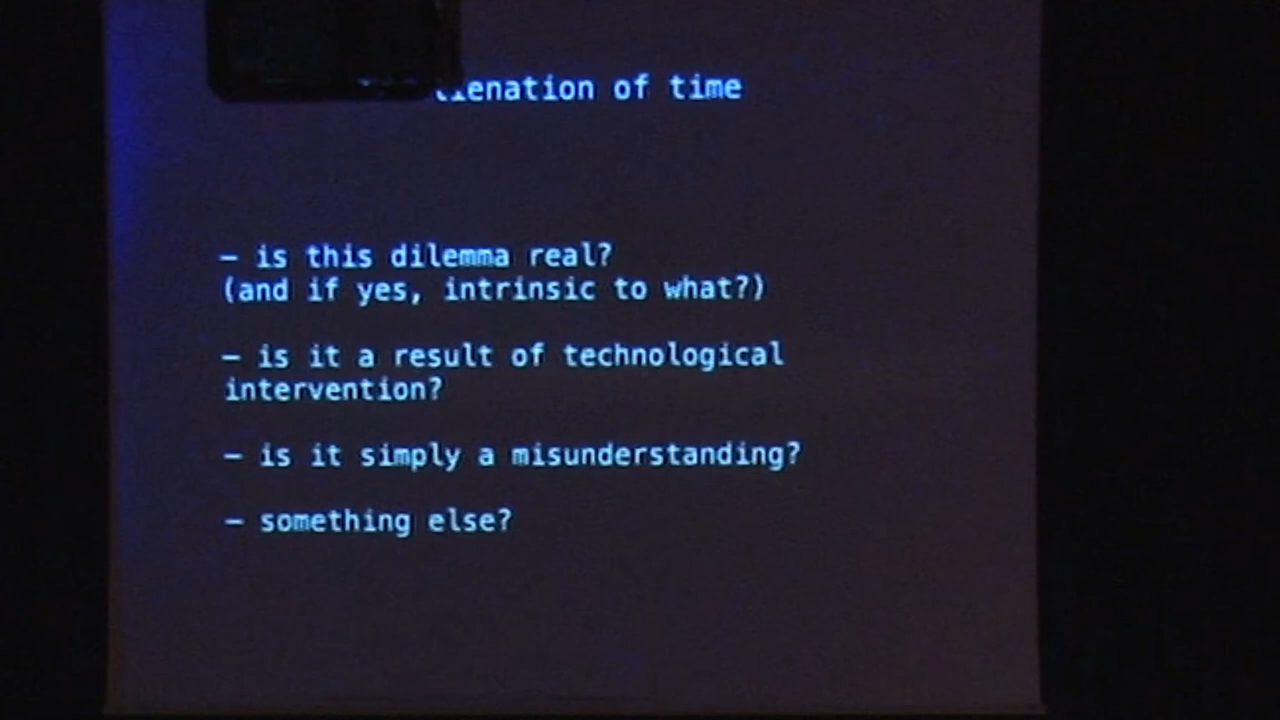 of time
– is this dilemma real?
(and if yes, intrinsic to what?)
– is it a result of technological
intervention?
– is it simply a misunderstanding?
– something else?